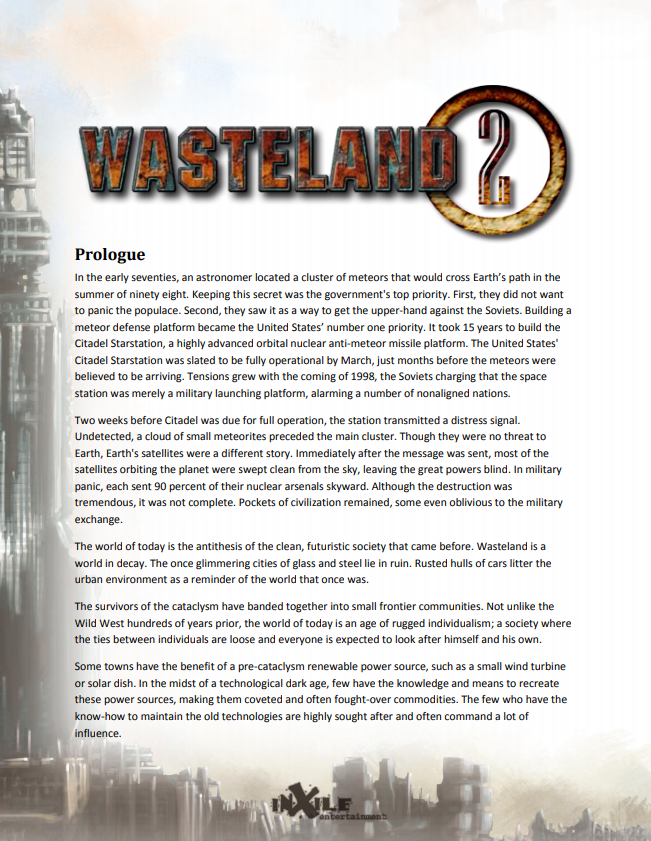 WASTELAND 2
Prologue
In the early seventies, an astronomer located a cluster of meteors that would cross Earth's path in the
summer of ninety eight. Keeping this secret was the government's top priority. First, they did not want
to panic the populace. Second, they saw it as a way to get the upper-hand against the Soviets. Building a
meteor defense platform became the United States' number one priority. It took 15 years to build the
Citadel Starstation, a highly advanced orbital nuclear anti-meteor missile platform. The United States'
Citadel Starstation was slated to be fully operational by March, just months before the meteors were
believed to be arriving. Tensions grew with the coming of 1998, the Soviets charging that the space
station was merely a military launching platform, alarming a number of nonaligned nations.
Two weeks before Citadel was due for full operation, the station transmitted a distress signal.
Undetected, a cloud of small meteorites preceded the main cluster. Though they were no threat to
Earth, Earth's satellites were a different story. Immediately after the message was sent, most of the
satellites orbiting the planet were swept clean from the sky, leaving the great powers blind. In military
panic, each sent 90 percent of their nuclear arsenals skyward. Although the destruction was
tremendous, it was not complete. Pockets of civilization remained, some even oblivious to the military
exchange.
The world of today is the antithesis of the clean, futuristic society that came before. Wasteland is a
world in decay. The once glimmering cities of glass and steel lie in ruin. Rusted hulls of cars litter the
urban environment as a reminder of the world that once was.
The survivors of the cataclysm have banded together into small frontier communities. Not unlike the
Wild West hundreds of years prior, the world of today is an age of rugged individualism; a society where
the ties between individuals are loose and everyone is expected to look after himself and his own.
Some towns have the benefit of a pre-cataclysm renewable power source, such as a small wind turbine
or solar dish. In the midst of a technological dark age, few have the knowledge and means to recreate
these power sources, making them coveted and often fought-over commodities. The few who have the
know-how to maintain the old technologies are highly sought after and often command a lot of
influence.
INXILE
entertainment